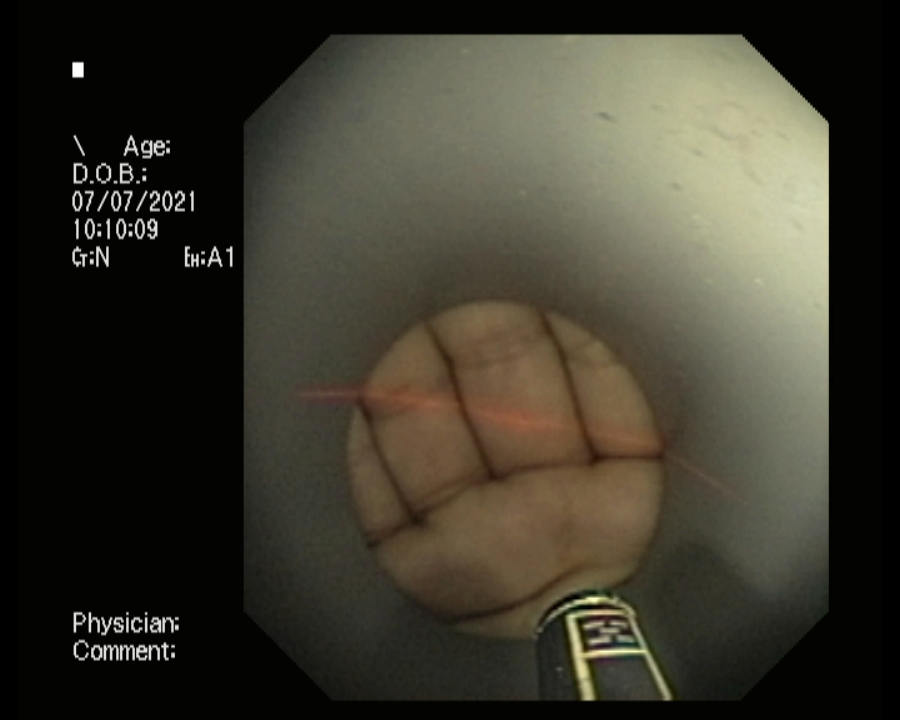 \ Age:
D.O.B.:
07/07/2021
10:10:09
Cr:N EH:A1
Physician:
Comment: